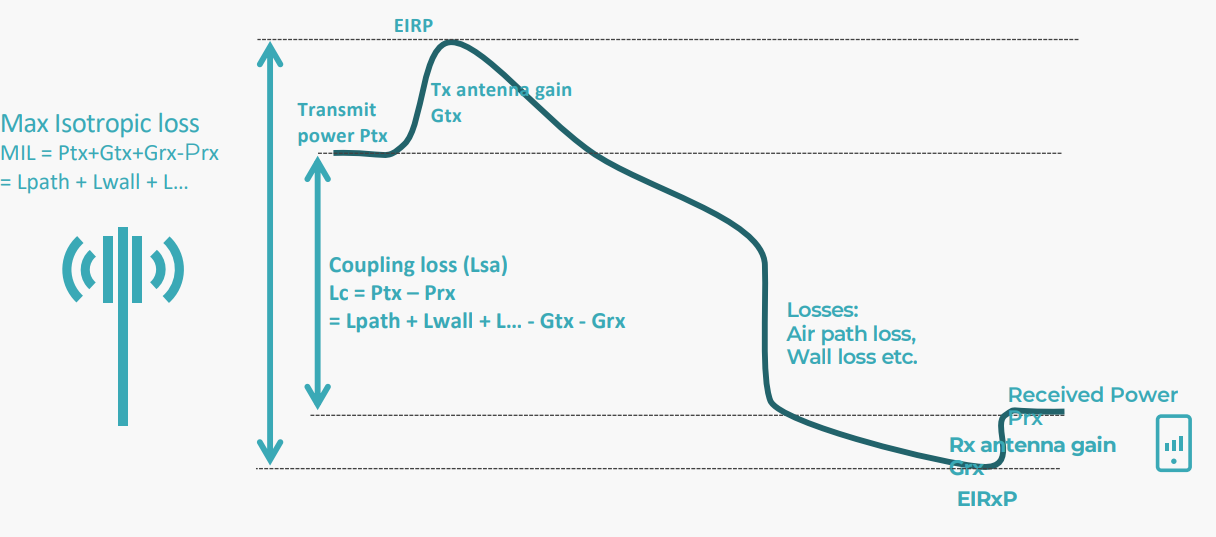 EIRP
Tx antenna gain
Gtx
Transmit
power Ptx
Max Isotropic loss
MIL = Ptx+Gtx+Grx-Prx
= Lpath + Lwall + L...
Coupling loss (Lsa)
Lc = Ptx – Prx
= Lpath + Lwall + L... - Gtx - Grx
Losses:
Air path loss,
Wall loss etc.
Received Power
Prx
Rx antenna gain
Grx
EIRxP